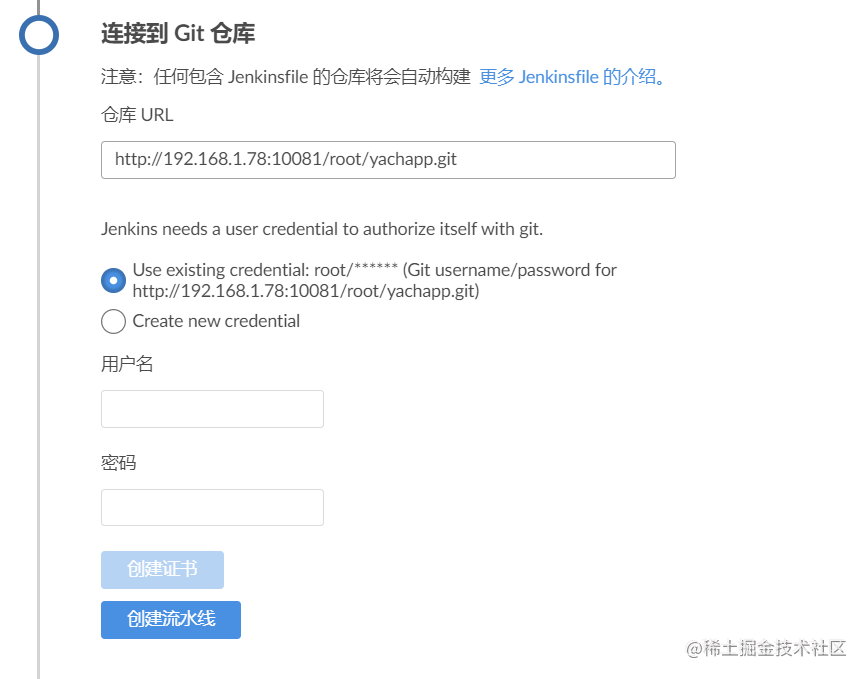 连接到 Git 仓库
注意：任何包含 Jenkinsfile 的仓库将会自动构建 更多 Jenkinsfile 的介绍。
仓库 URL
http://192.168.1.78:10081/root/yachapp.git
Jenkins needs a user credential to authorize itself with git.
Use existing credential: root/****** (Git username/password for
http://192.168.1.78:10081/root/yachapp.git)
Create new credential
用户名
密码
创建证书
创建流水线
@稀土掘金技术社区